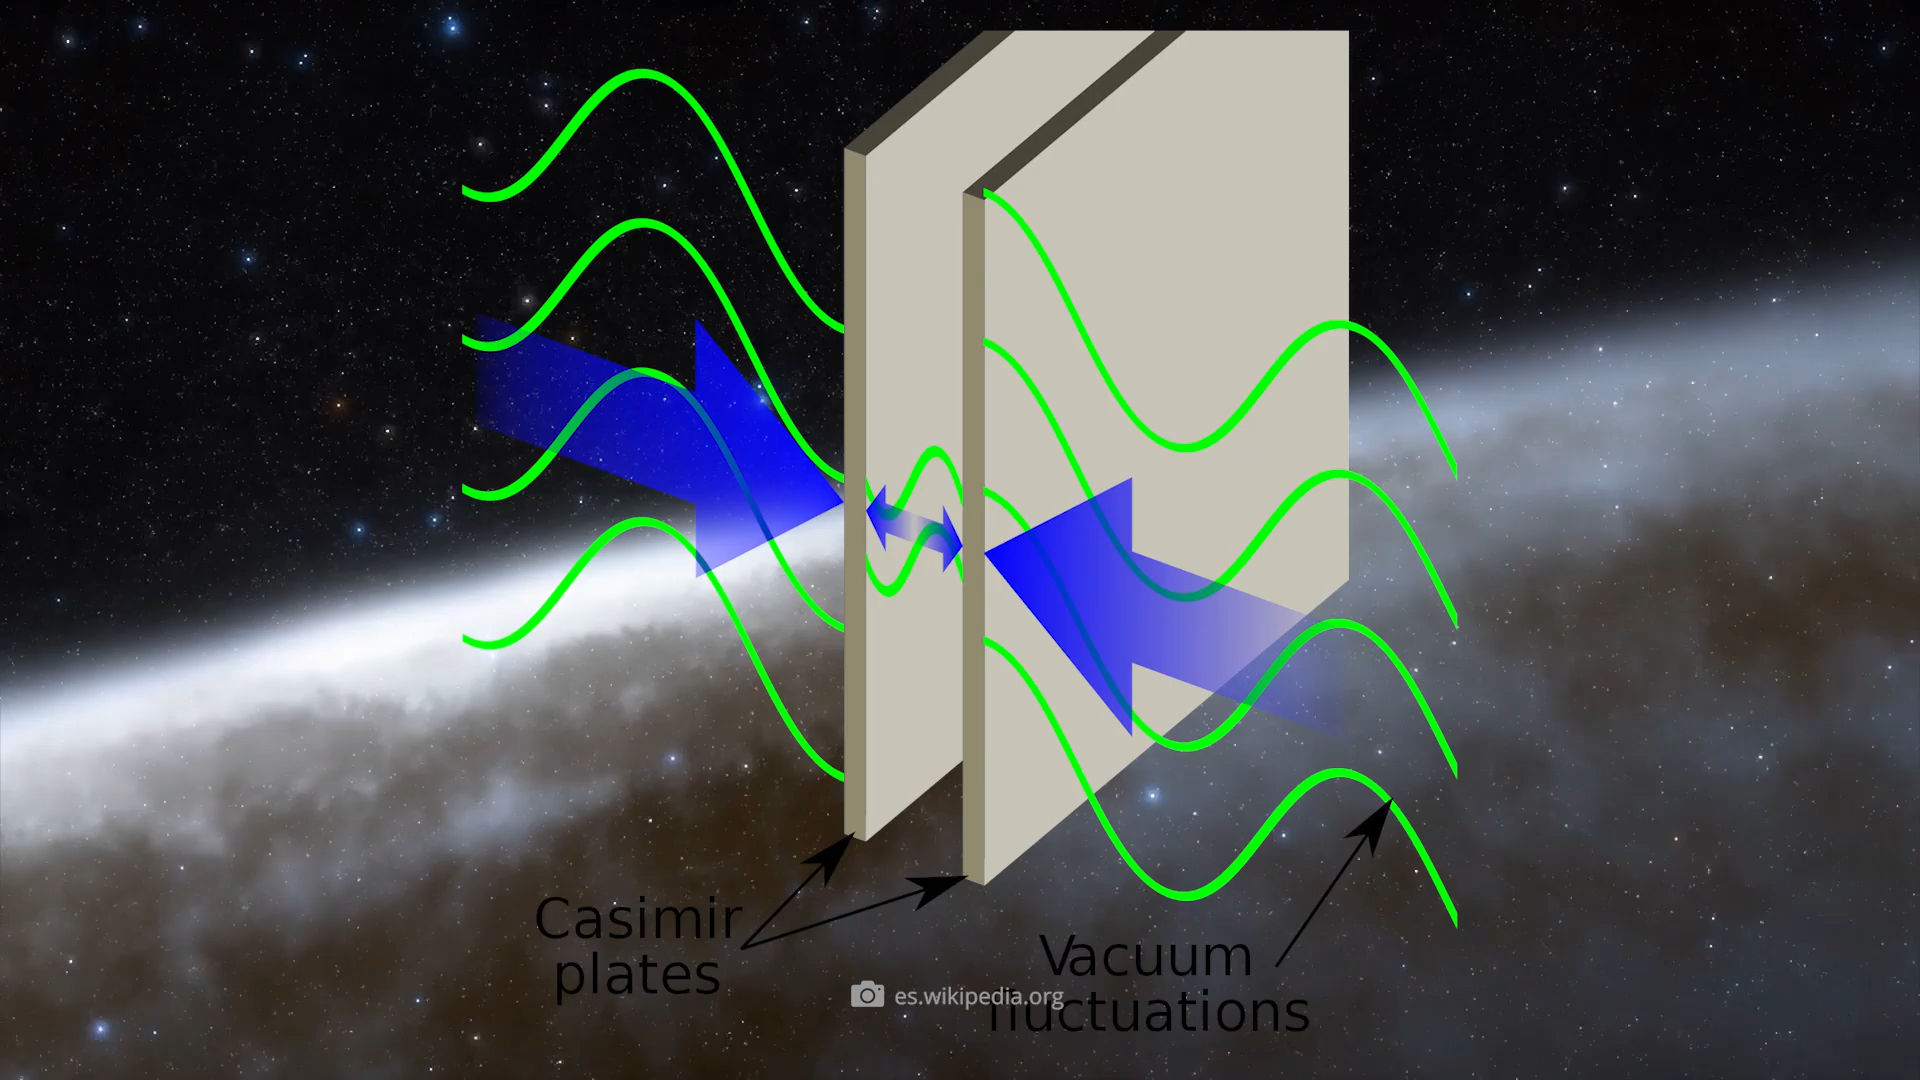 Casimir
plates
Vacuum
fluctuations
es.wikipedia.org